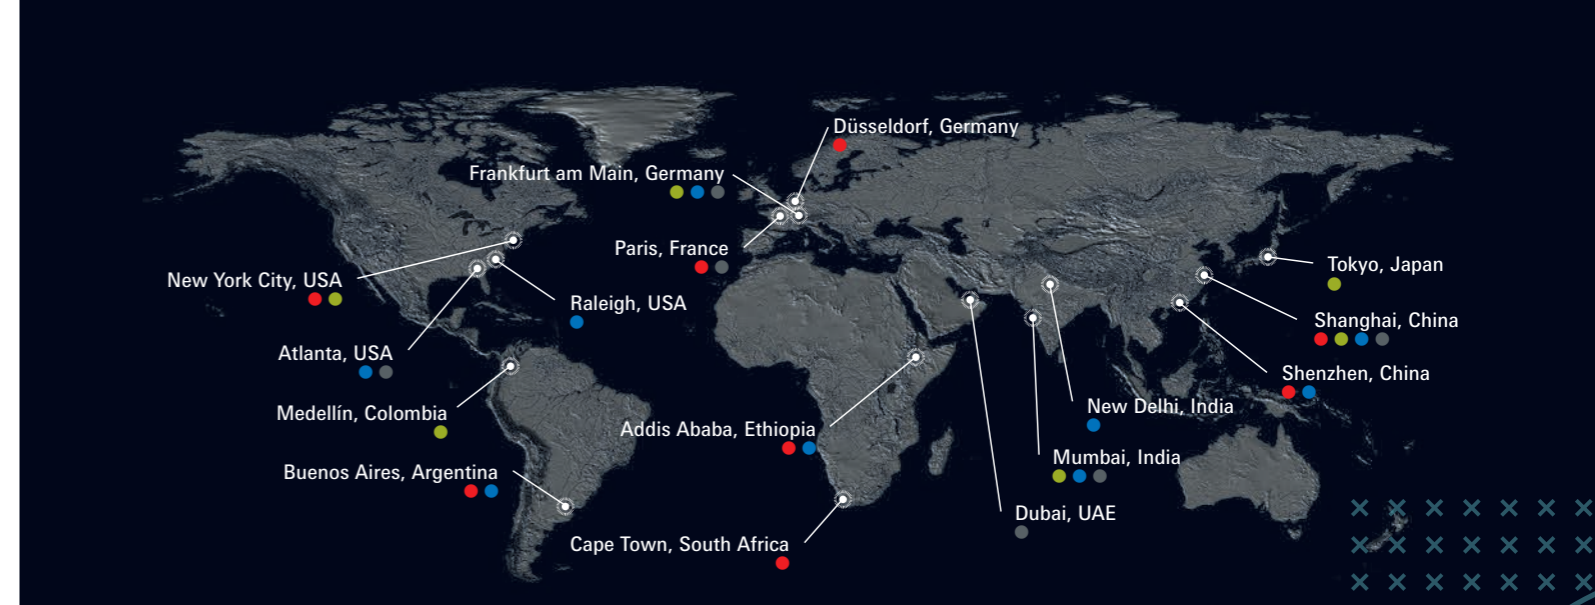 Düsseldorf, Germany
Frankfurt am Main, Germany
Paris, France
New York City, USA
Tokyo, Japan
Raleigh, USA
Shanghai, China
Atlanta, USA
Shenzhen, China
Medellín, Colombia
New Delhi, India
Addis Ababa, Ethiopia
Mumbai, India
Buenos Aires, Argentina
Dubai, UAE
Cape Town, South Africa